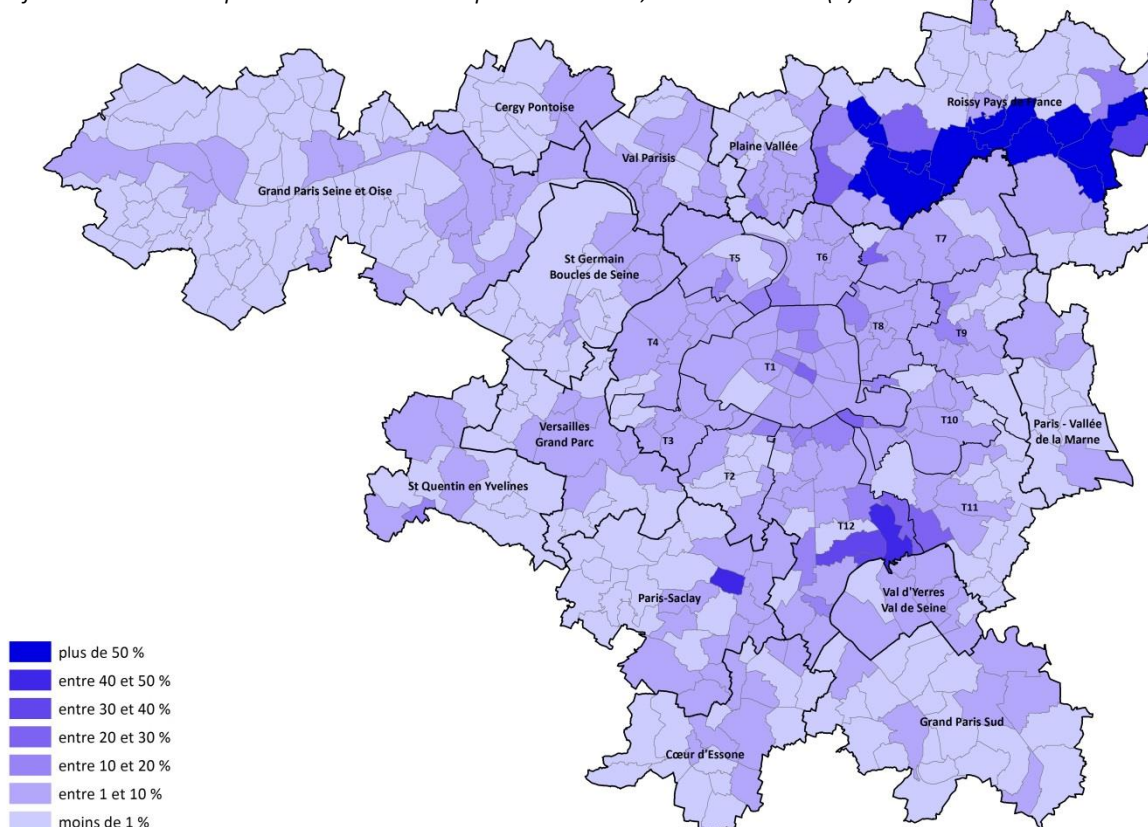 Cergy Pontoise
Roissy Pays de France
Val Parisis
Plaine Vallée
Grand Paris Seine et Oise
T7
St Germain
Boucles de Seine
T5
T6
T8
T9
T4
T1
Versailles
Grand Parc
T3
T10
Paris - Vallée
de la Marne
T2
St Quentin en Yvelines
T11
T12
Paris-Saclay
Val d'Yerres
Val de Seine
Grand Paris Sud
Cœur d'Essone
plus de 50 %
entre 40 et 50 %
entre 30 et 40 %
entre 20 et 30 %
entre 10 et 20 %
entre 1 et 10 %
moins de 1 %